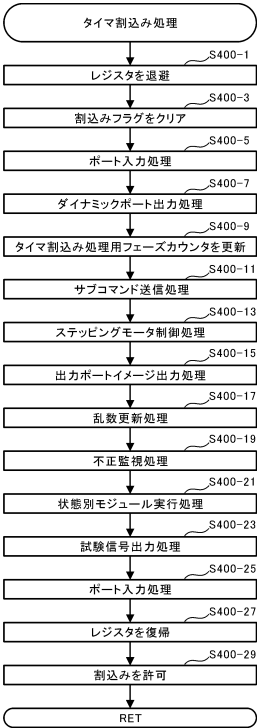 タイマ割込み処理
S400-1
レジスタを退避
S400-3
割込みフラグをクリア
S400-5
ポート入力処理
S400-7
ダイナミックポート出力処理
S400-9
タイマ割込み処理用フェーズカウンタを更新
S400-11
サブコマンド送信処理
S400-13
ステッピングモータ制御処理
S400-15
出力ポートイメージ出力処理
S400-17
乱数更新処理
S400-19
不正監視処理
S400-21
状態別モジュール実行処理
S400-23
試験信号出力処理
S400-25
ポート入力処理
S400-27
レジスタを復帰
S400-29
割込みを許可
RET